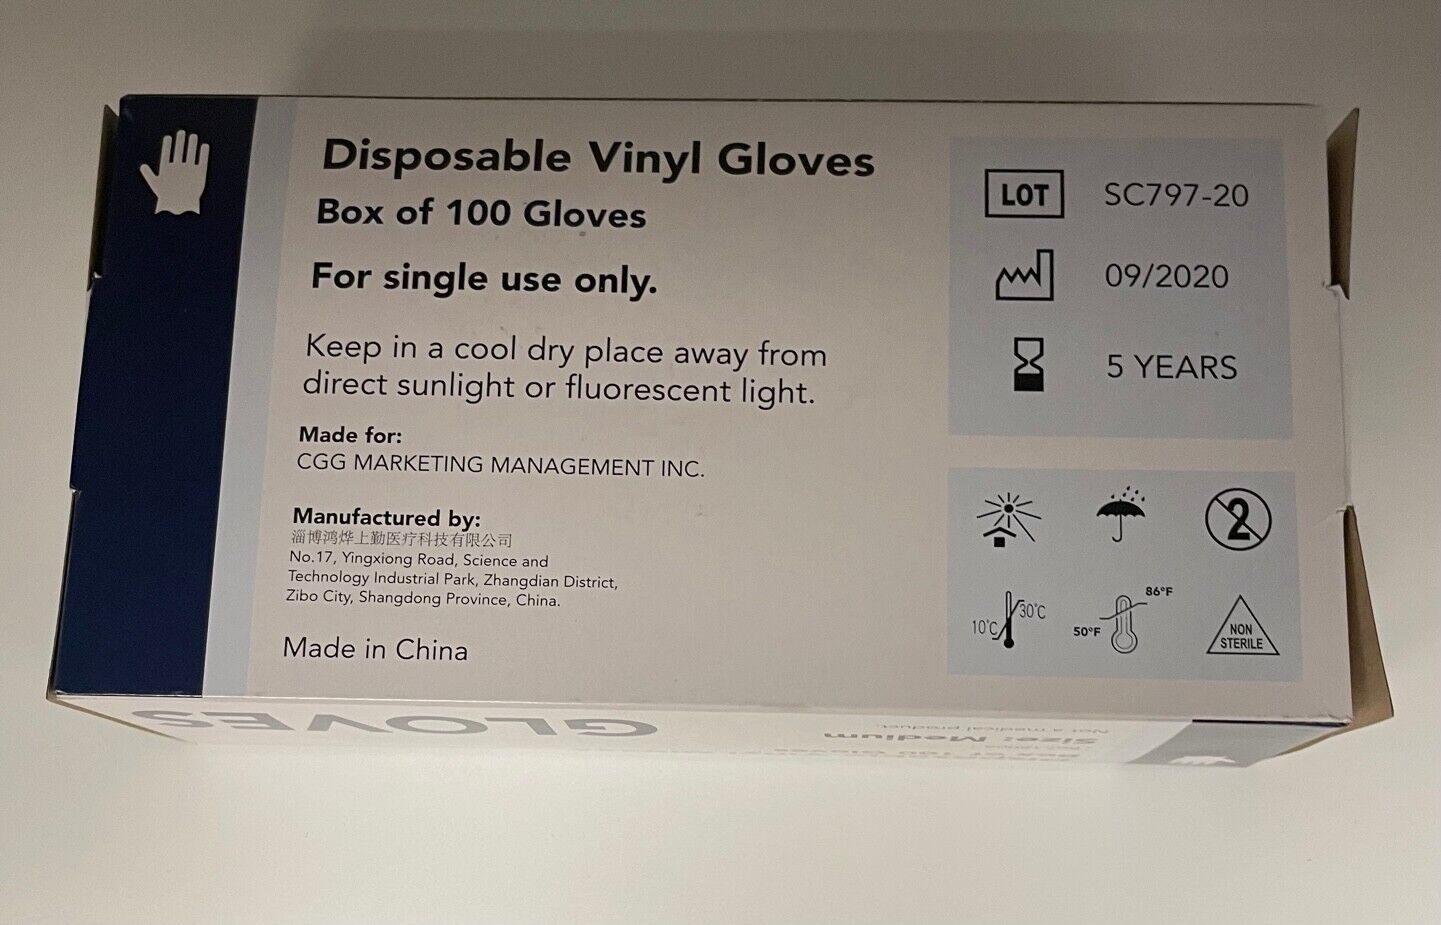 Disposable Vinyl Gloves
Box of 100 Gloves
For single use only.
Keep in a cool dry place away from
direct sunlight or fluorescent light.
Made for:
CGG MARKETING MANAGEMENT INC.
Manufactured by:
淄博鸿烨上勤医疗科技有限公司
No.17, Yingxiong Road, Science and
Technology Industrial Park, Zhangdian District,
Zibo City, Shangdong Province, China.
Made in China
LOT SC797-20
09/2020
5 YEARS
2
10°C 30°C
50°F 86°F
NON
STERILE
GLOVES
Not a medical product.
Size: Medium
Box of 100 Gloves